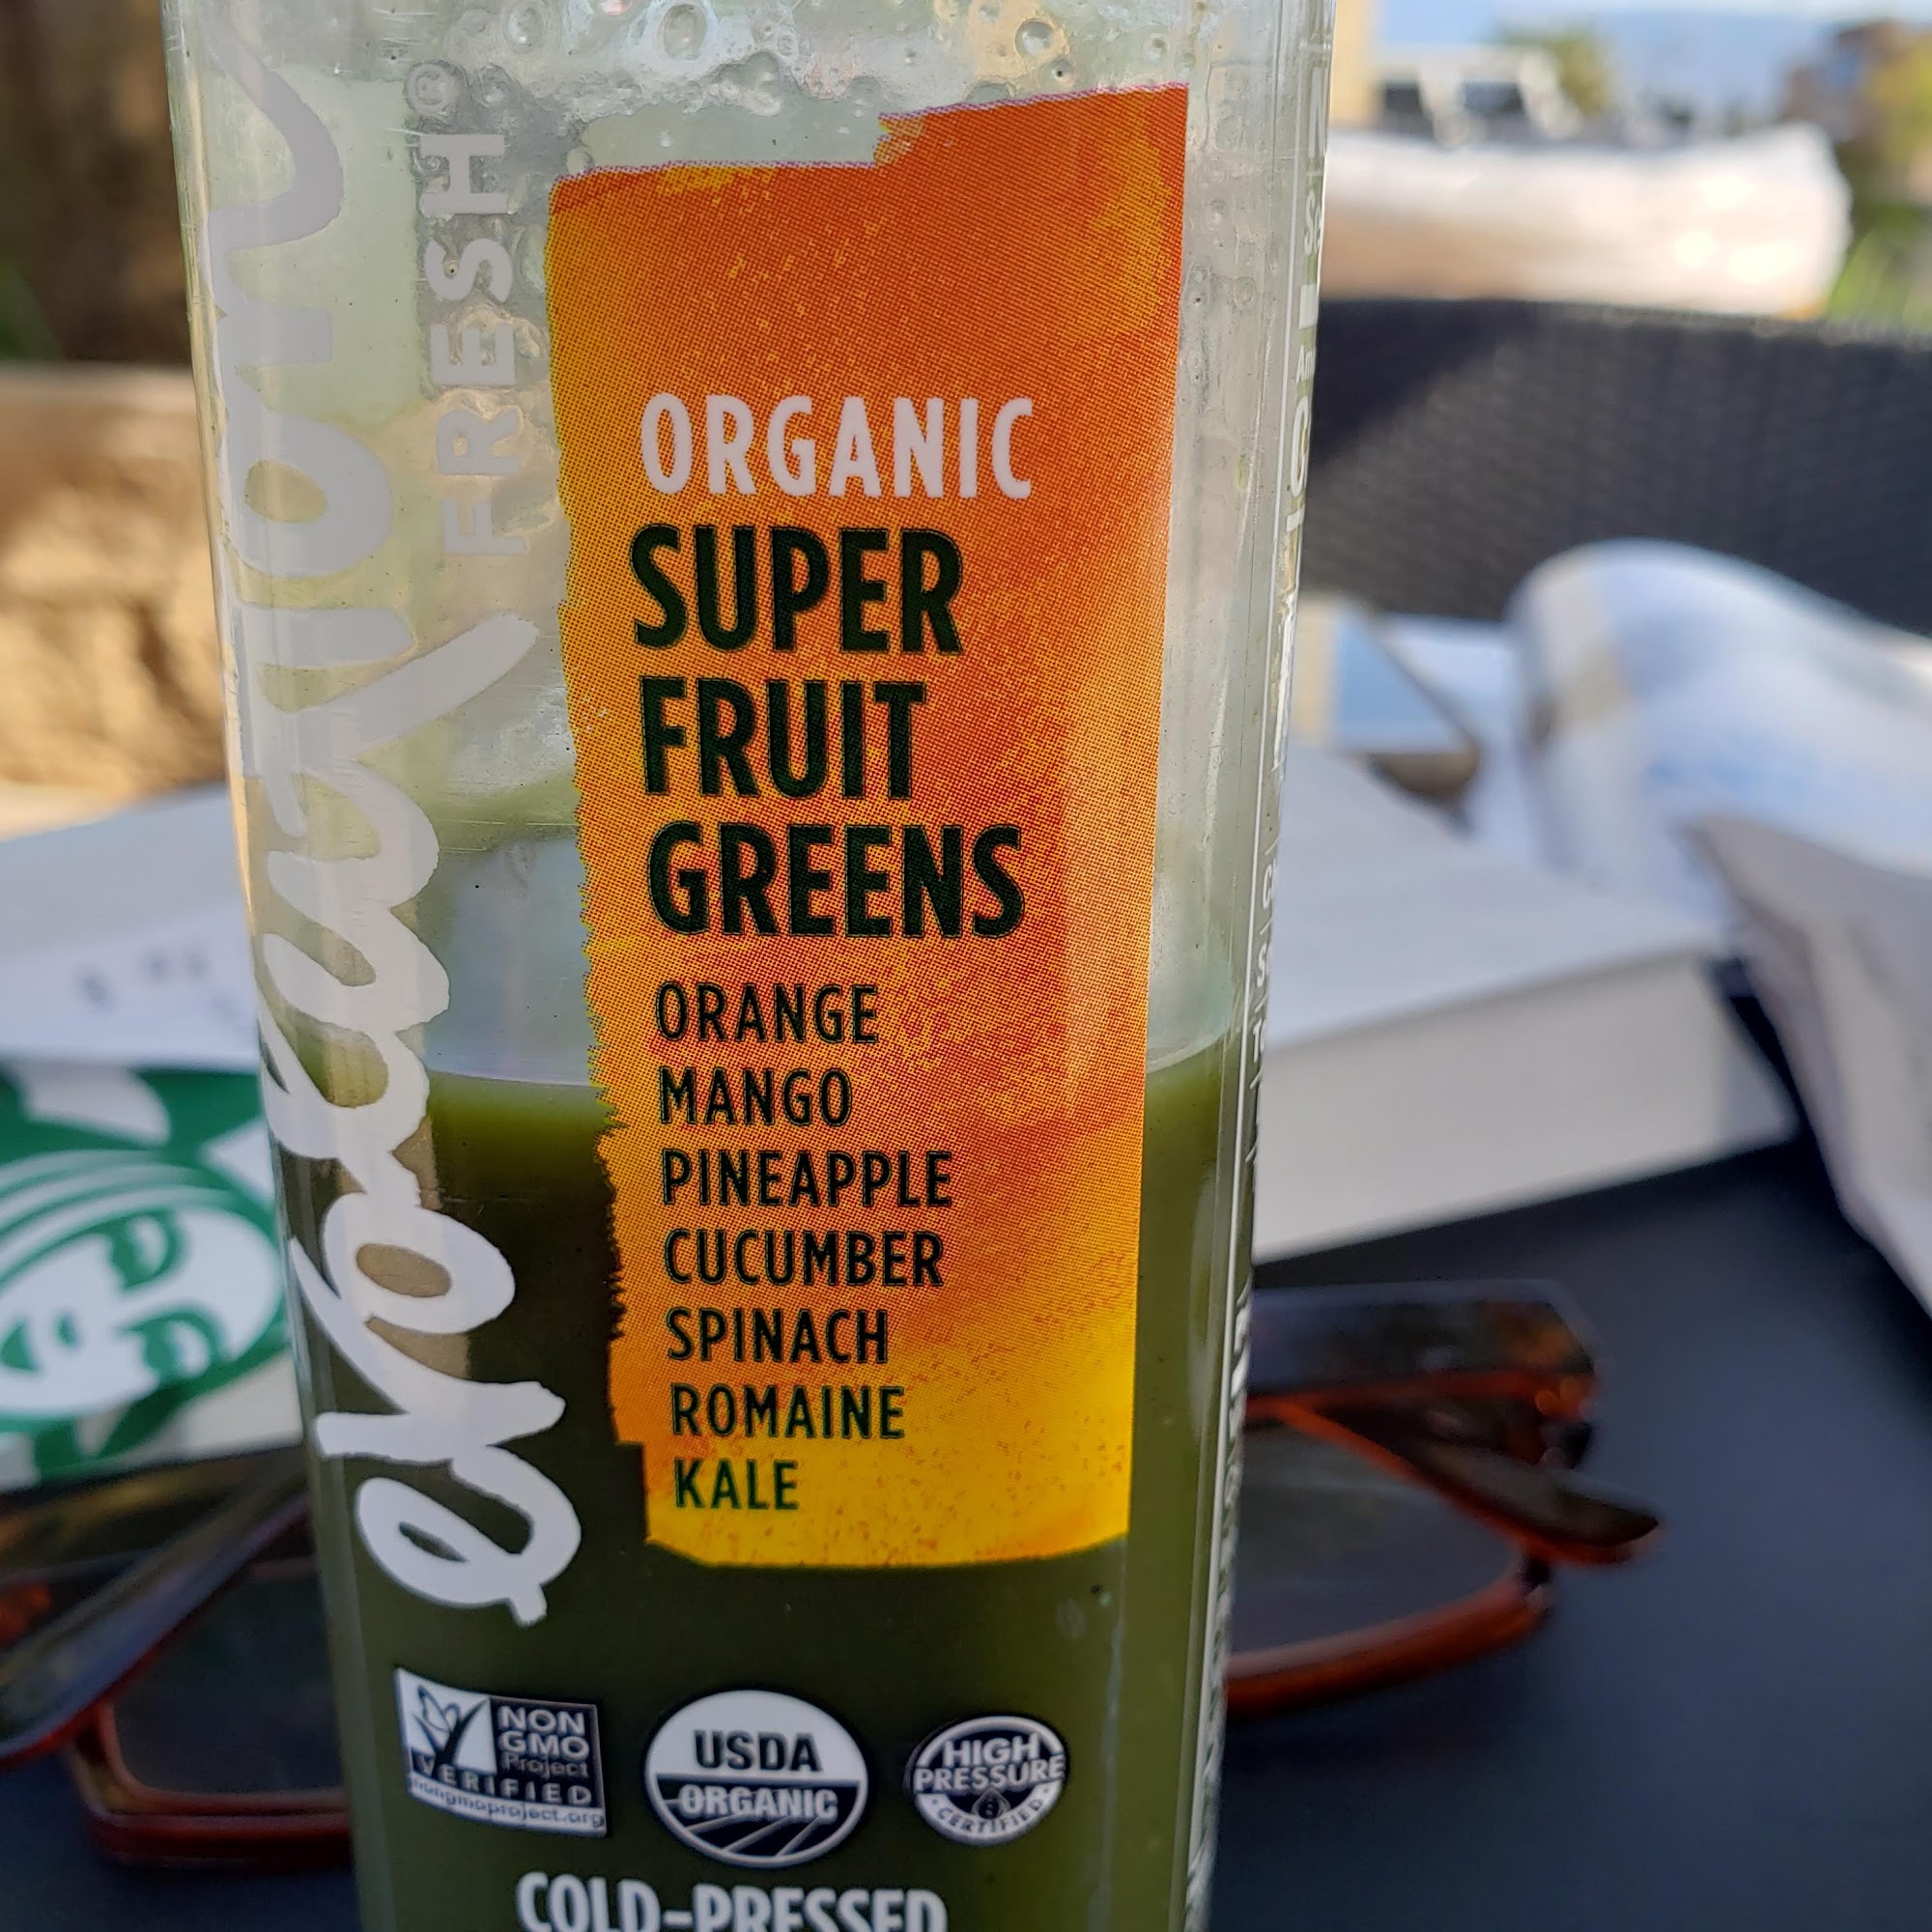 evolution
FRESH®
ORGANIC
SUPER
FRUIT
GREENS
ORANGE
MANGO
PINEAPPLE
CUCUMBER
SPINACH
ROMAINE
KALE
NON
GMO
Project
VERIFIED
nongmoproject.org
USDA
ORGANIC
HIGH
PRESSURE
CERTIFIED
COLD-PRESSED